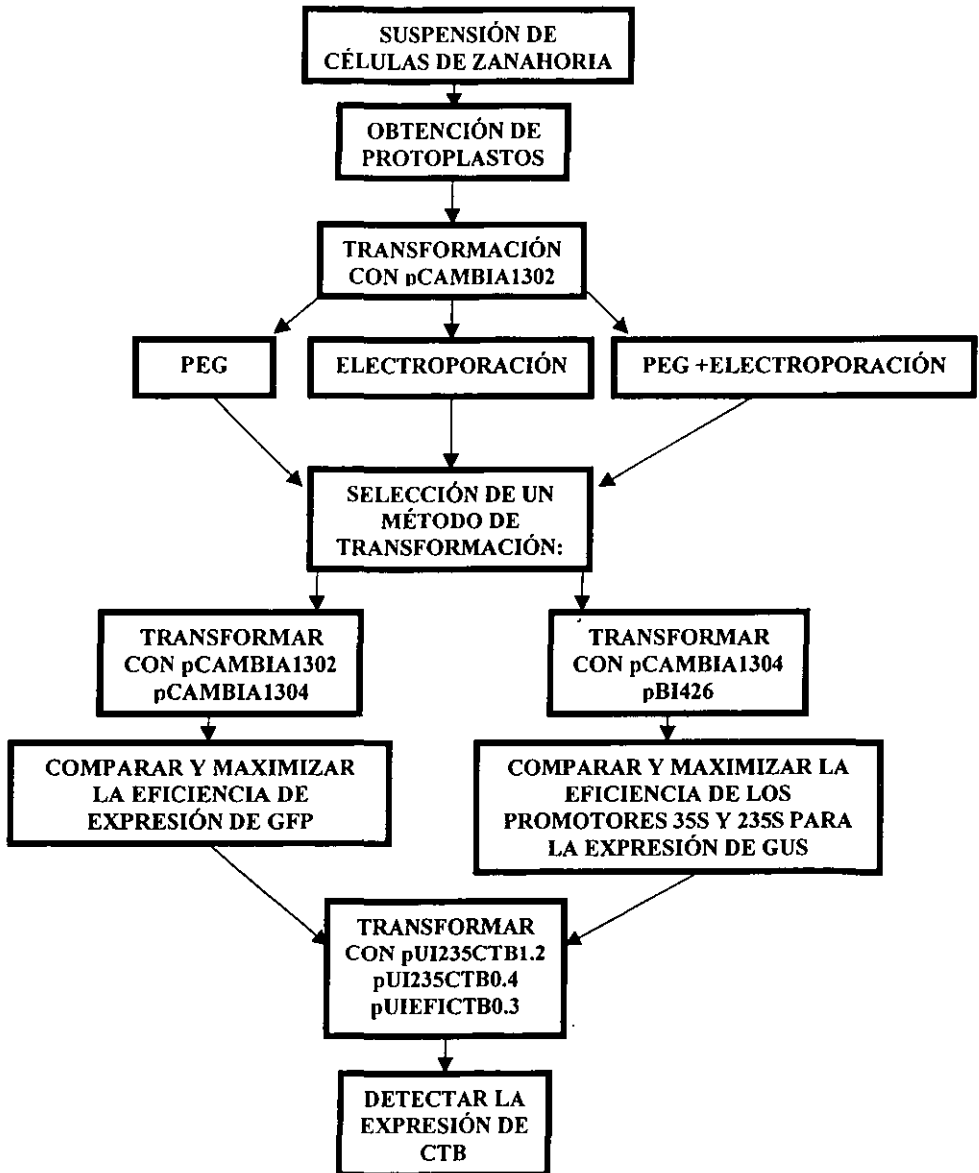 SUSPENSIÓN DE
CÉLULAS DE ZANAHORIA
OBTENCIÓN DE
PROTOPLASTOS
TRANSFORMACIÓN
CON pCAMBIA1302
PEG
ELECTROPORACIÓN
PEG +ELECTROPORACIÓN
SELECCIÓN DE UN
MÉTODO DE
TRANSFORMACIÓN:
TRANSFORMAR
CON pCAMBIA1302
pCAMBIA1304
TRANSFORMAR
CON pCAMBIA1304
pBI426
COMPARAR Y MAXIMIZAR
LA EFICIENCIA DE
EXPRESIÓN DE GFP
COMPARAR Y MAXIMIZAR LA
EFICIENCIA DE LOS
PROMOTORES 35S Y 235S PARA
LA EXPRESIÓN DE GUS
TRANSFORMAR
CON pUI235CTB1.2
pUI235CTB0.4
pUIEFICTB0.3
DETECTAR LA
EXPRESIÓN DE
CTB